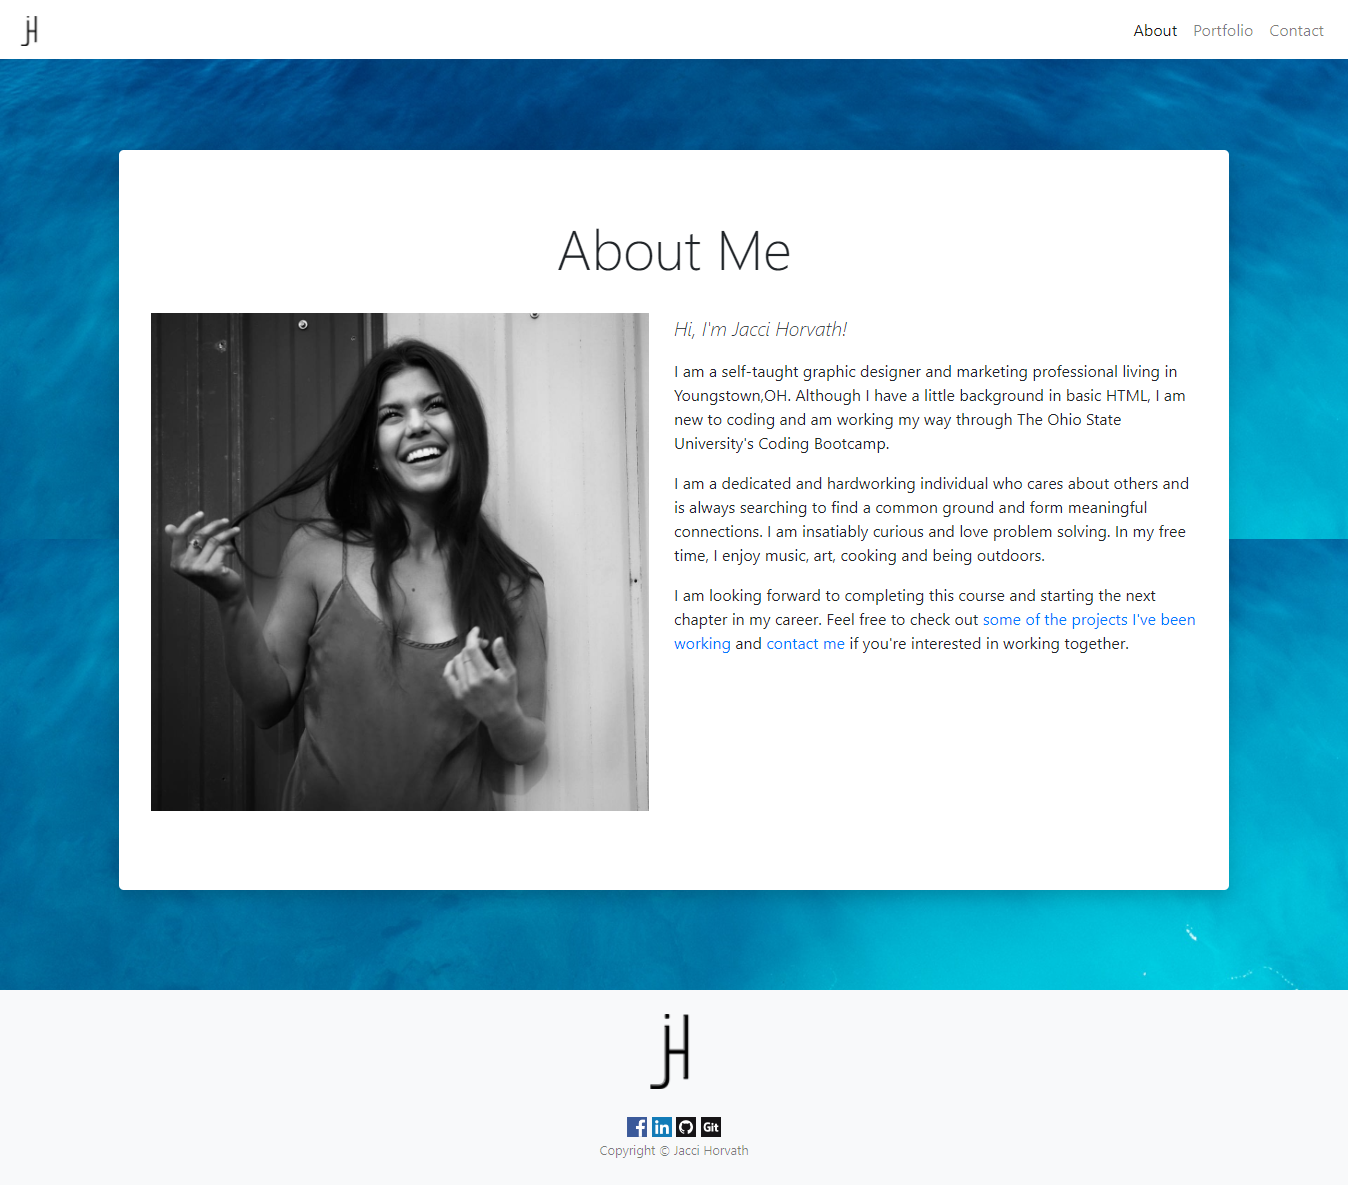 jH
About Portfolio Contact
About Me
Hi, I'm Jacci Horvath!
I am a self-taught graphic designer and marketing professional living in
Youngstown,OH. Although I have a little background in basic HTML, I am
new to coding and am working my way through The Ohio State
University's Coding Bootcamp.
I am a dedicated and hardworking individual who cares about others and
is always searching to find a common ground and form meaningful
connections. I am insatiably curious and love problem solving. In my free
time, I enjoy music, art, cooking and being outdoors.
I am looking forward to completing this course and starting the next
chapter in my career. Feel free to check out some of the projects I've been
working and contact me if you're interested in working together.
jH
f in Git
Copyright © Jacci Horvath